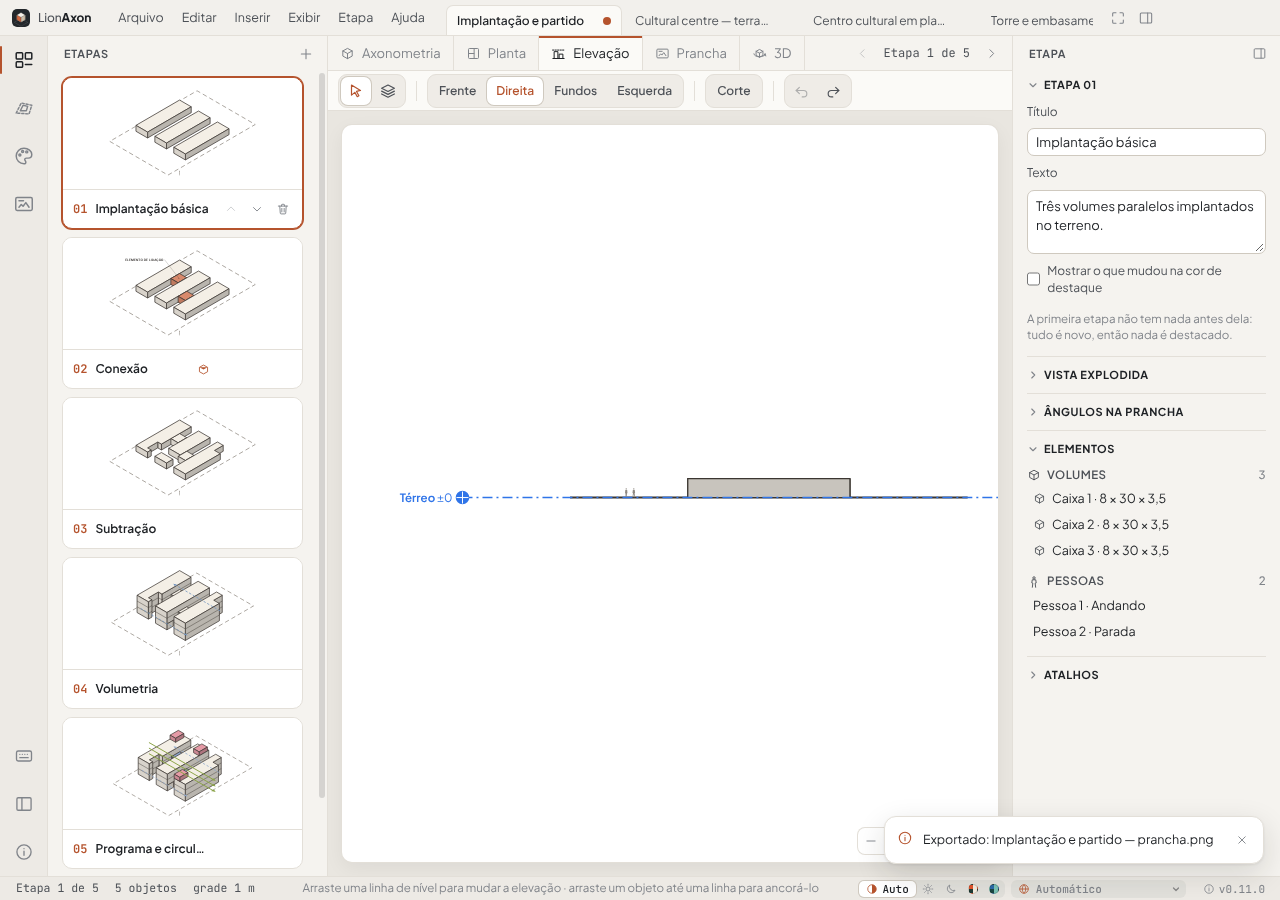 LionAxon
Arquivo
Editar
Inserir
Exibir
Etapa
Ajuda
Implantação e partido
Cultural centre — terra...
Centro cultural em pla...
Torre e embasame
ETAPAS
01 Implantação básica
ELEMENTO DE LIGAÇÃO
02 Conexão
03 Subtração
04 Volumetria
05 Programa e circul...
Axonometria
Planta
Elevação
Prancha
3D
Etapa 1 de 5
Frente
Direita
Fundos
Esquerda
Corte
Térreo ±0
ETAPA
ETAPA 01
Título
Implantação básica
Texto
Três volumes paralelos implantados
no terreno.
Mostrar o que mudou na cor de
destaque
A primeira etapa não tem nada antes dela:
tudo é novo, então nada é destacado.
VISTA EXPLODIDA
ÂNGULOS NA PRANCHA
ELEMENTOS
VOLUMES 3
Caixa 1 · 8 × 30 × 3,5
Caixa 2 · 8 × 30 × 3,5
Caixa 3 · 8 × 30 × 3,5
PESSOAS 2
Pessoa 1 · Andando
Pessoa 2 · Parada
ATALHOS
Exportado: Implantação e partido — prancha.png
Etapa 1 de 5
5 objetos
grade 1 m
Arraste uma linha de nível para mudar a elevação · arraste um objeto até uma linha para ancorá-lo
Auto
Automático
v0.11.0